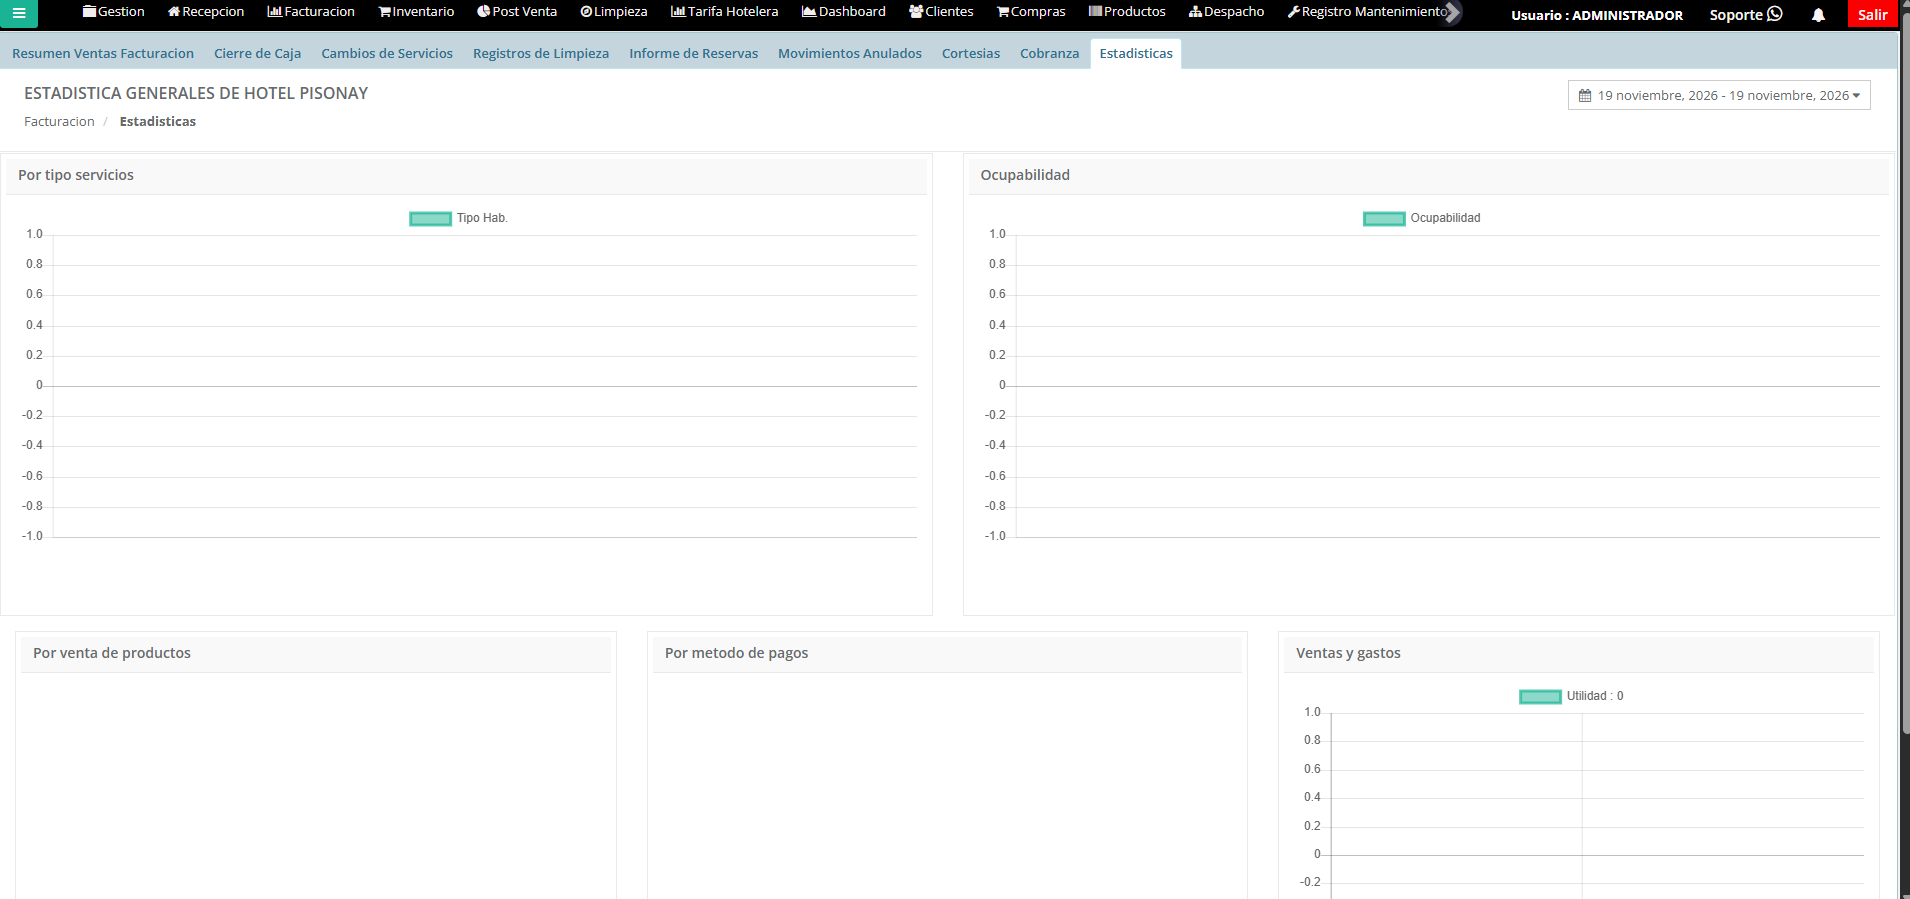 Gestion Recepcion Facturacion Inventario Post Venta Limpieza Tarifa Hotelera Dashboard Clientes Compras Productos Despacho Registro Mantenimiento Usuario : ADMINISTRADOR Soporte Salir
Resumen Ventas Facturacion Cierre de Caja Cambios de Servicios Registros de Limpieza Informe de Reservas Movimientos Anulados Cortesias Cobranza Estadisticas
ESTADISTICA GENERALES DE HOTEL PISONAY
19 noviembre, 2026 - 19 noviembre, 2026
Facturacion / Estadisticas
Por tipo servicios
Tipo Hab.
1.0
0.8
0.6
0.4
0.2
0
-0.2
-0.4
-0.6
-0.8
-1.0
Ocupabilidad
Ocupabilidad
1.0
0.8
0.6
0.4
0.2
0
-0.2
-0.4
-0.6
-0.8
-1.0
Por venta de productos
Por metodo de pagos
Ventas y gastos
Utilidad : 0
1.0
0.8
0.6
0.4
0.2
0
-0.2